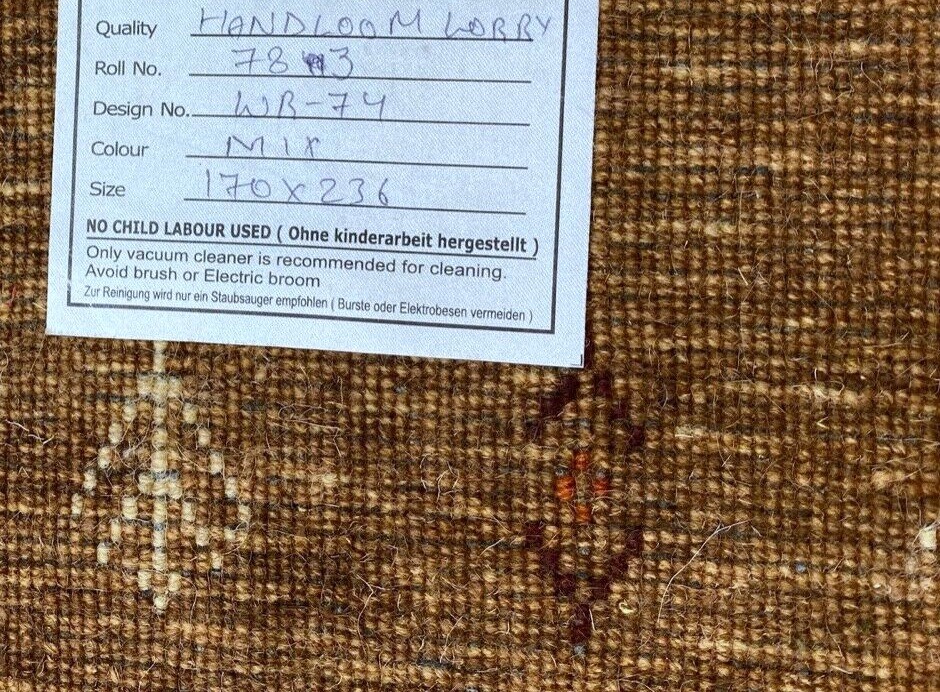 Quality HANDLOOM LORRY
Roll No.
Design No. WR-74
Colour MIX
Size 170X236
NO CHILD LABOUR USED ( Ohne kinderarbeit hergestellt )
Only vacuum cleaner is recommended for cleaning.
Avoid brush or Electric broom
Zur Reinigung wird nur ein Staubsauger empfohlen ( Burste oder Elektrobesen vermeiden )